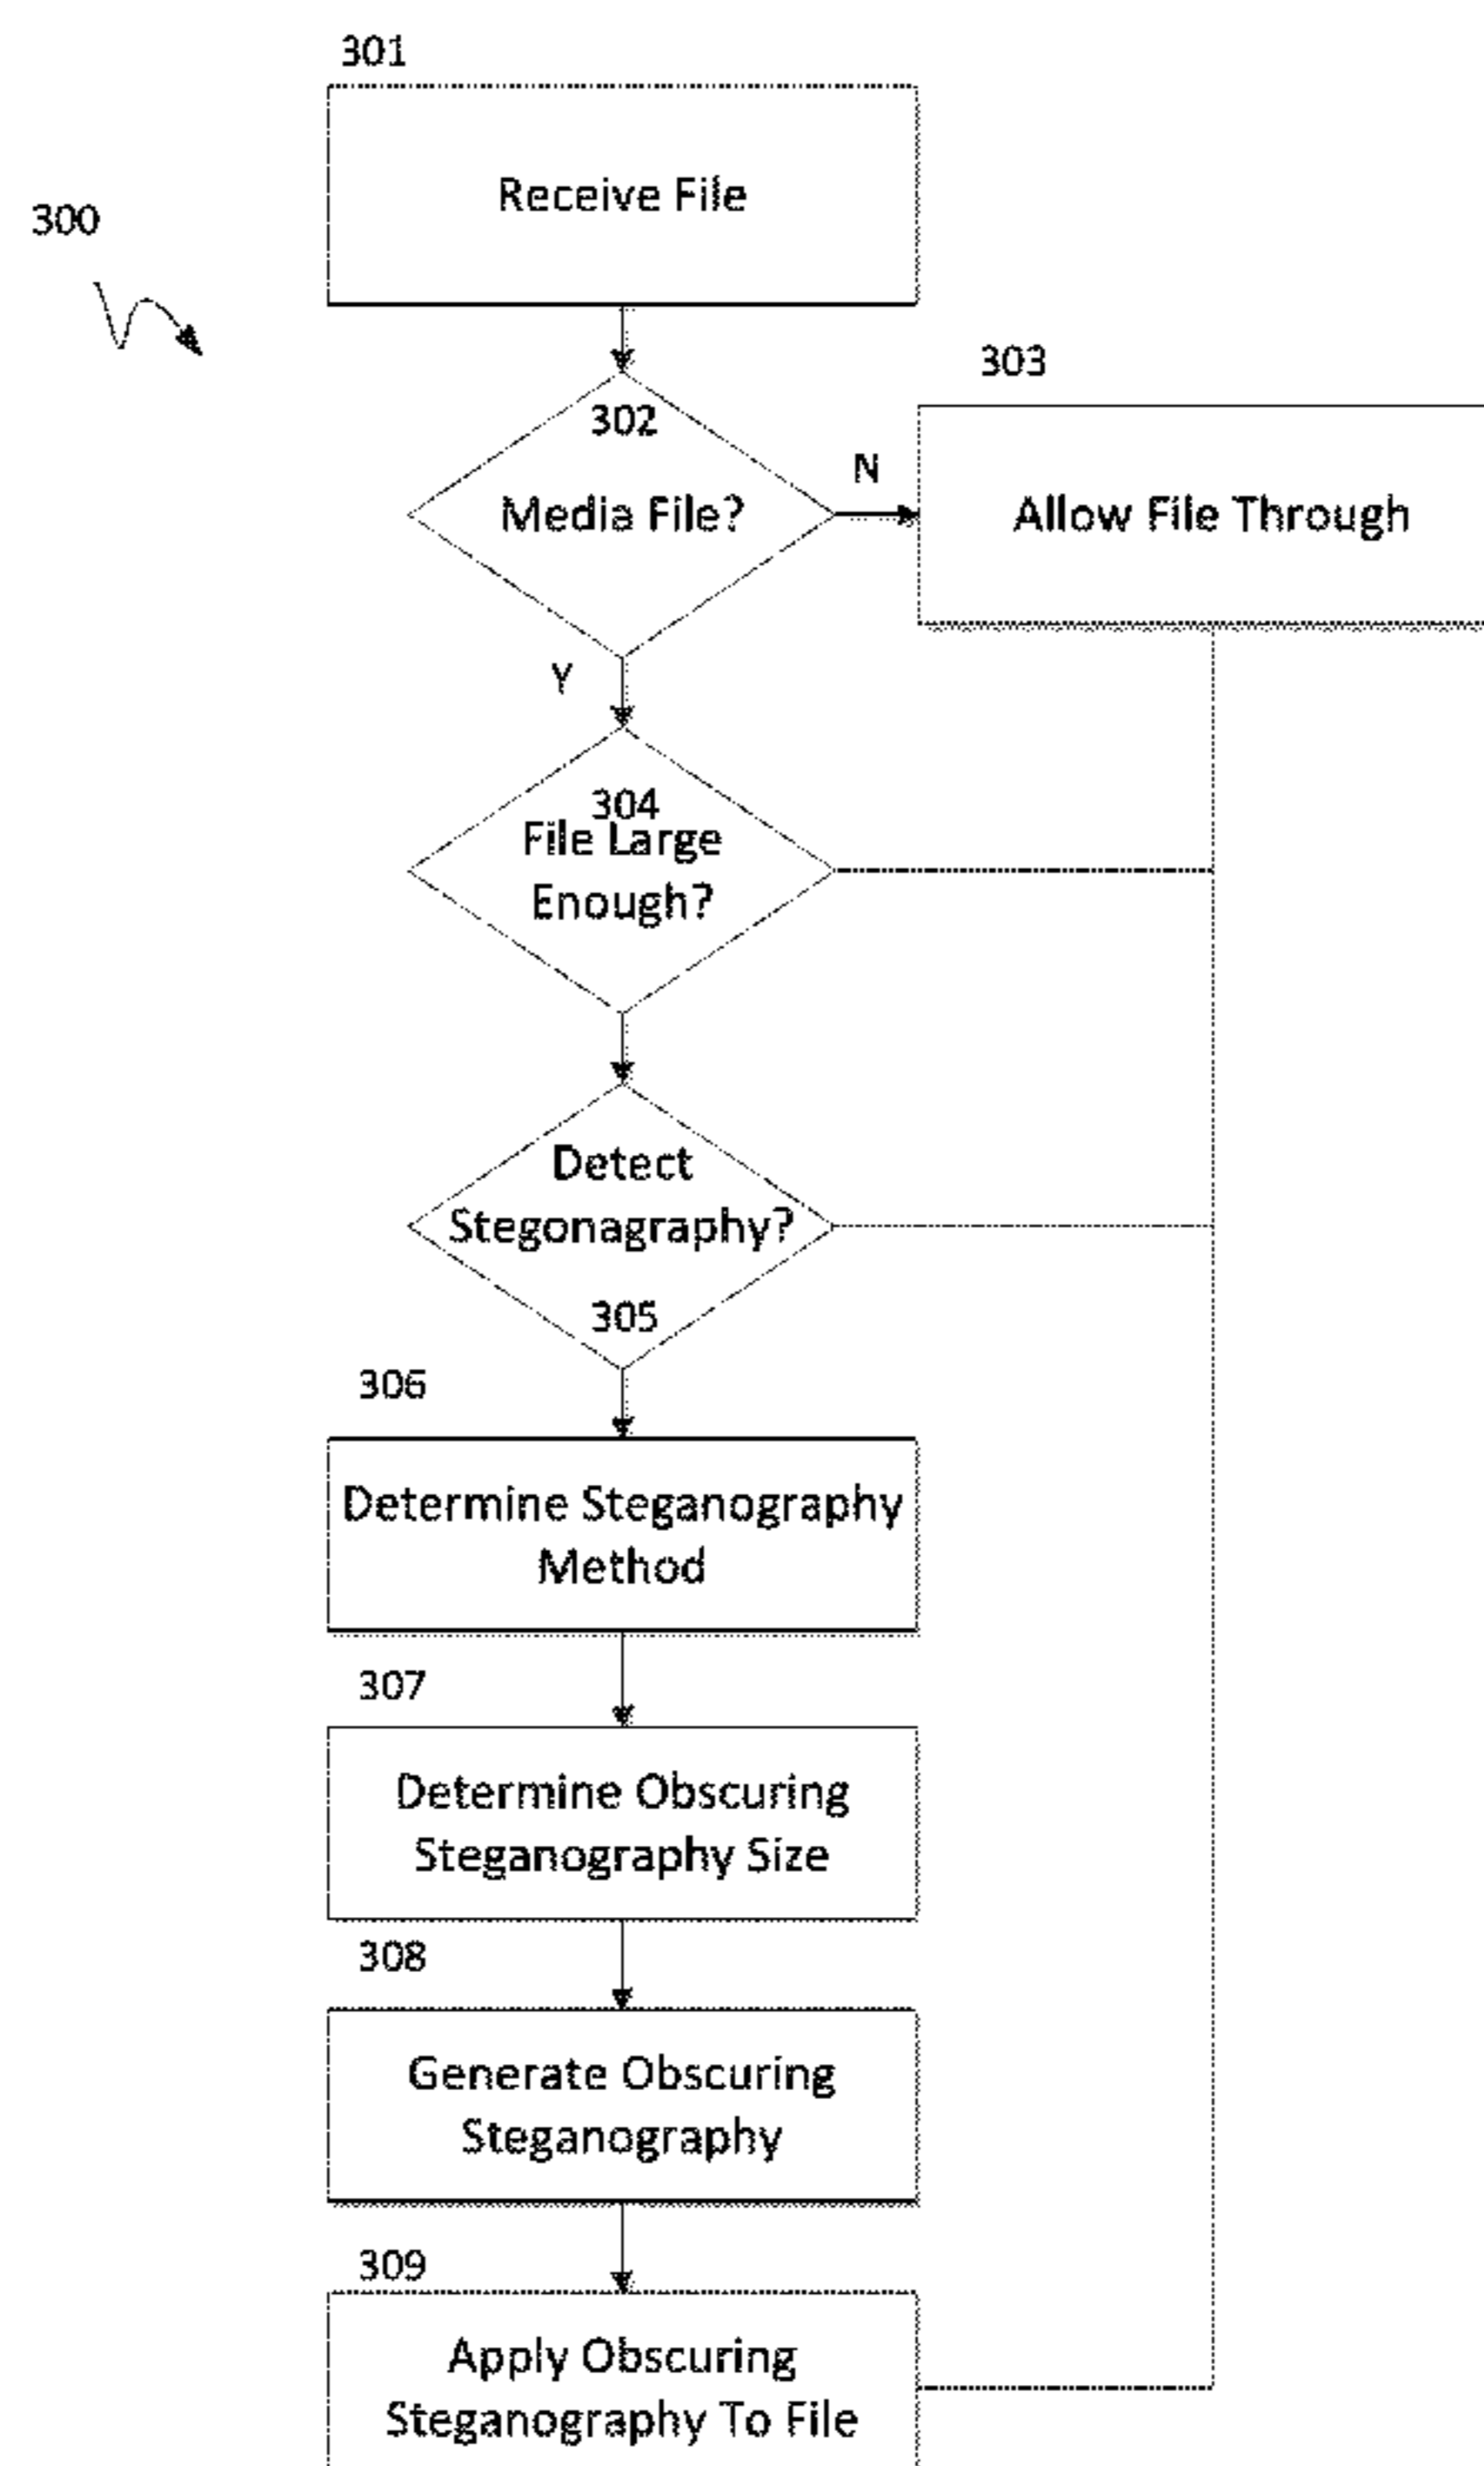 301
Receive File
300
303
302
Media File?
N
Allow File Through
Y
304
File Large
Enough?
Detect
Stegonagraphy?
305
306
Determine Steganography
Method
307
Determine Obscuring
Steganography Size
308
Generate Obscuring
Steganography
309
Apply Obscuring
Steganography To File